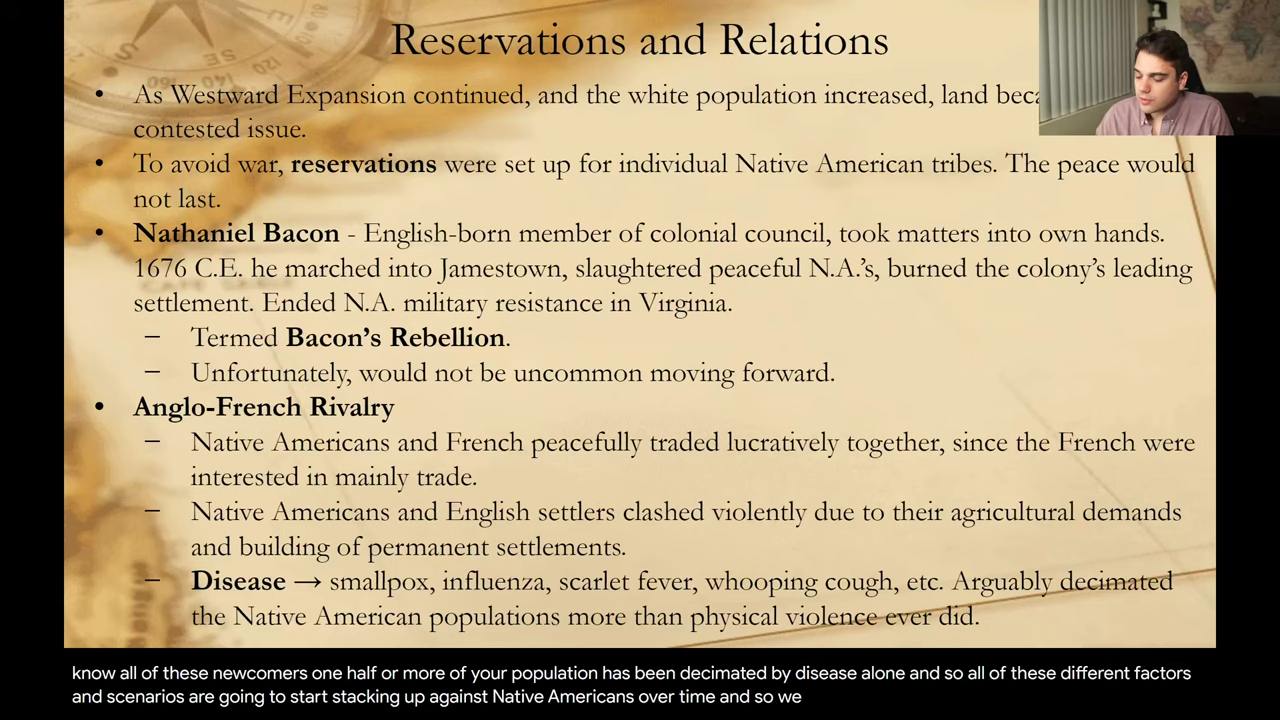 Reservations and Relations
• As Westward Expansion continued, and the white population increased, land
contested issue.
• To avoid war, reservations were set up for individual Native American tribes. The peace would
not last.
• Nathaniel Bacon - English-born member of colonial council, took matters into own hands.
1676 C.E. he marched into Jamestown, slaughtered peaceful N.A.'s, burned the colony's leading
settlement. Ended N.A. military resistance in Virginia.
– Termed Bacon's Rebellion.
– Unfortunately, would not be uncommon moving forward.
• Anglo-French Rivalry
– Native Americans and French peacefully traded lucratively together, since the French were
interested in mainly trade.
– Native Americans and English settlers clashed violently due to their agricultural demands
and building of permanent settlements.
– Disease → smallpox, influenza, scarlet fever, whooping cough, etc. Arguably decimated
the Native American populations more than physical violence ever did.
know all of these newcomers one half or more of your population has been decimated by disease alone and so all of these different factors
and scenarios are going to start stacking up against Native Americans over time and so we